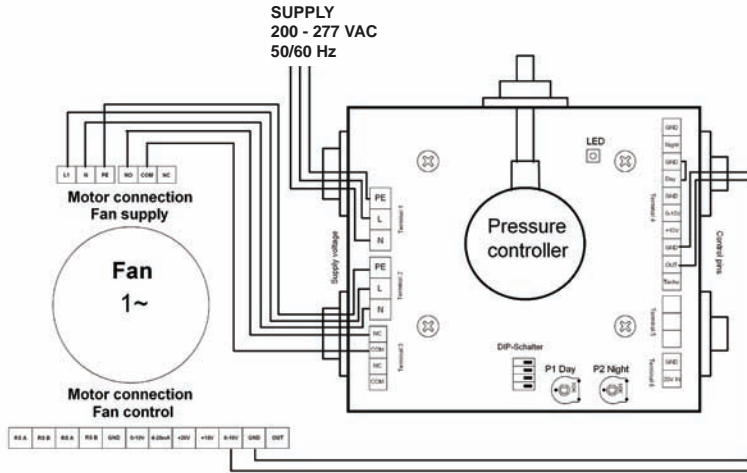 SUPPLY
200 - 277 VAC
50/60 Hz
L1 N PE NO COM NC
Motor connection
Fan supply
Fan
1~
Motor connection
Fan control
RS A RS B RS A RS B GND 0-10V 4-20mA +20V +10V 0-10V GND OUT
Supply voltage
PE
L
N
Terminal 1
PE
L
N
Terminal 2
NC
COM
NC
COM
Terminal 3
Pressure
controller
LED
DIP-Schalter
P1 Day
P2 Night
GND
Night
GND
Day
GND
0-10V
+10V
GND
OUT
Tacho
Terminal 4
Terminal 5
GND
20V IN
Terminal 6
Control pins